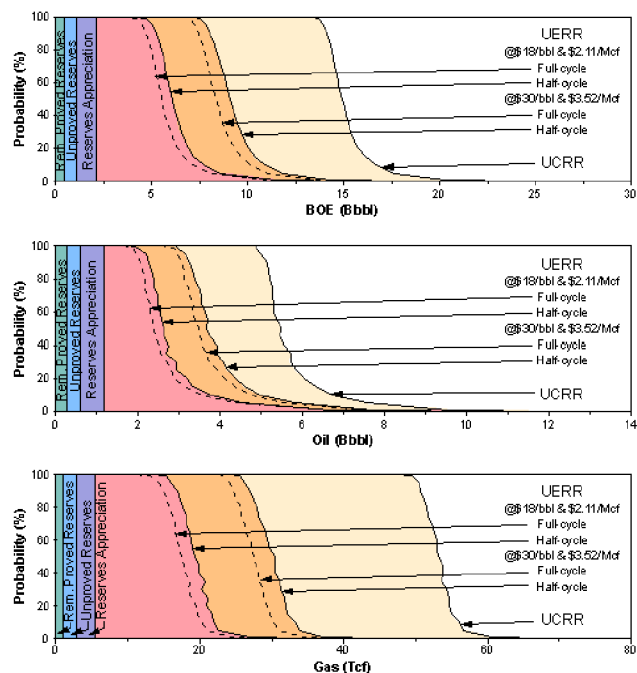 100
80
60
40
20
0
Probability (%)
Rem. Proved Reserves
Unproved Reserves
Reserves Appreciation
UERR
@$18/bbl & $2.11/Mcf
Full-cycle
Half-cycle
@$30/bbl & $3.52/Mcf
Full-cycle
Half-cycle
UCRR
0 5 10 15 20 25 30
BOE (Bbbl)
100
80
60
40
20
0
Probability (%)
Rem. Proved Reserves
Unproved Reserves
Reserves Appreciation
UERR
@$18/bbl & $2.11/Mcf
Full-cycle
Half-cycle
@$30/bbl & $3.52/Mcf
Full-cycle
Half-cycle
UCRR
0 2 4 6 8 10 12 14
Oil (Bbbl)
100
80
60
40
20
0
Probability (%)
Rem. Proved Reserves
Unproved Reserves
Reserves Appreciation
UERR
@$18/bbl & $2.11/Mcf
Full-cycle
Half-cycle
@$30/bbl & $3.52/Mcf
Full-cycle
Half-cycle
UCRR
0 20 40 60 80
Gas (Tcf)